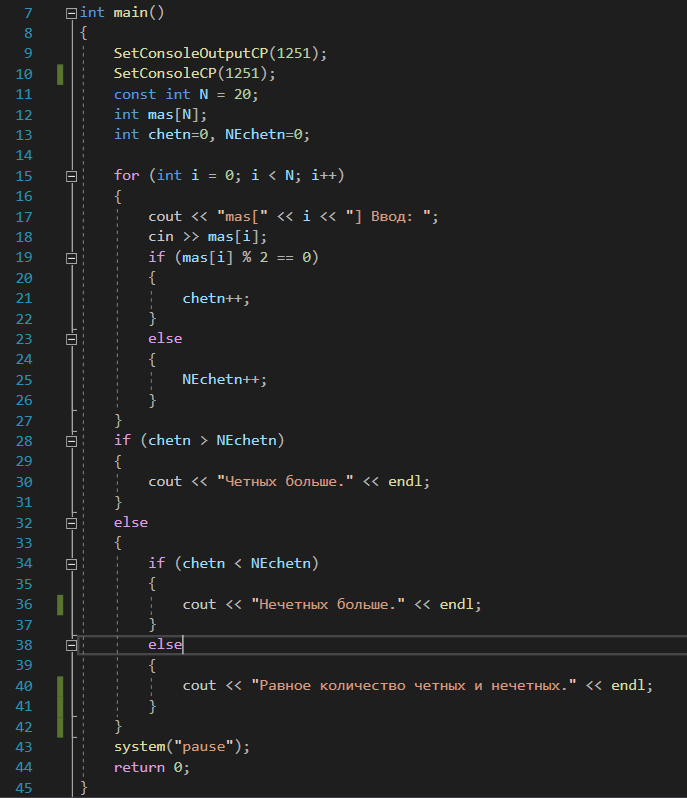 7 int main()
8 {
9 SetConsoleOutputCP(1251);
10 SetConsoleCP(1251);
11 const int N = 20;
12 int mas[N];
13 int chetn=0, NEchetn=0;
14
15 for (int i = 0; i < N; i++)
16 {
17 cout << "mas[" << i << "] Ввод: ";
18 cin >> mas[i];
19 if (mas[i] % 2 == 0)
20 {
21 chetn++;
22 }
23 else
24 {
25 NEchetn++;
26 }
27 }
28 if (chetn > NEchetn)
29 {
30 cout << "Четных больше." << endl;
31 }
32 else
33 {
34 if (chetn < NEchetn)
35 {
36 cout << "Нечетных больше." << endl;
37 }
38 else
39 {
40 cout << "Равное количество четных и нечетных." << endl;
41 }
42 }
43 system("pause");
44 return 0;
45 }